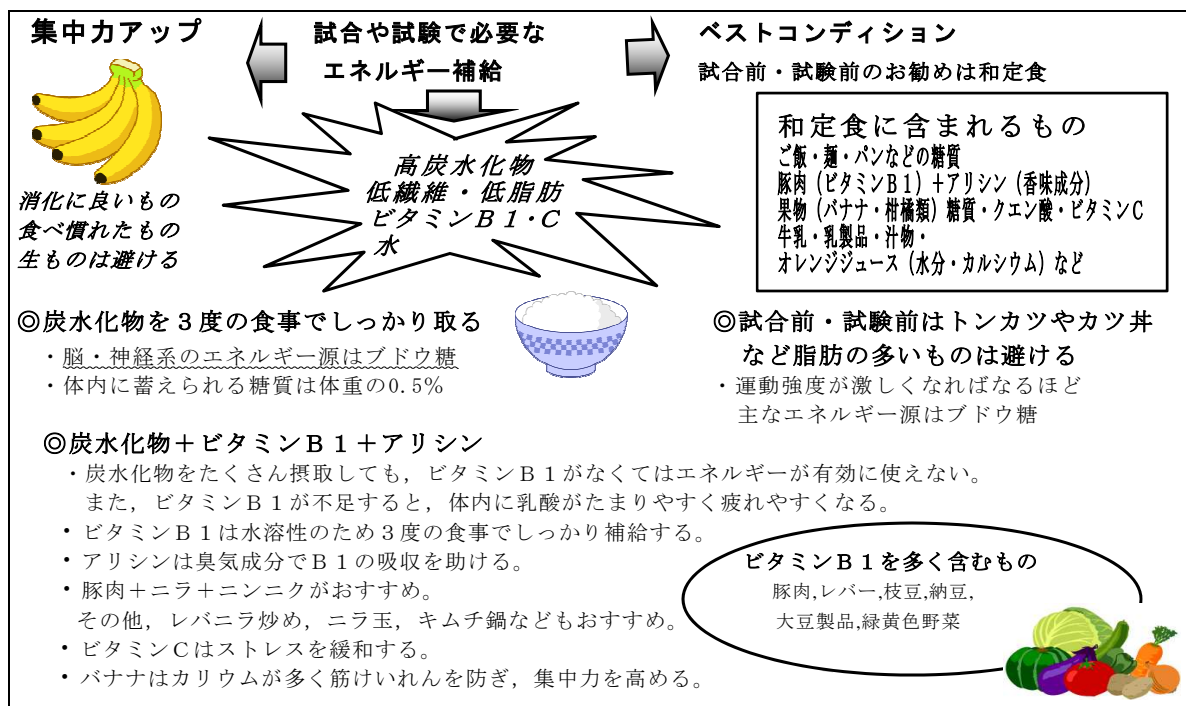 集中力アップ
消化に良いもの
食べ慣れたもの
生ものは避ける
試合や試験で必要な
エネルギー補給
高炭水化物
低繊維・低脂肪
ビタミンB1・C
水
ベストコンディション
試合前・試験前のお勧めは和定食
和定食に含まれるもの
ご飯・麺・パンなどの糖質
豚肉（ビタミンB1）＋アリシン（香味成分）
果物（バナナ・柑橘類）糖質・クエン酸・ビタミンC
牛乳・乳製品・汁物・
オレンジジュース（水分・カルシウム）など
◎炭水化物を３度の食事でしっかり取る
・脳・神経系のエネルギー源はブドウ糖
・体内に蓄えられる糖質は体重の0.5％
◎試合前・試験前はトンカツやカツ丼
など脂肪の多いものは避ける
・運動強度が激しくなればなるほど
主なエネルギー源はブドウ糖
◎炭水化物＋ビタミンＢ１＋アリシン
・炭水化物をたくさん摂取しても，ビタミンＢ１がなくてはエネルギーが有効に使えない。
また，ビタミンＢ１が不足すると，体内に乳酸がたまりやすく疲れやすくなる。
・ビタミンＢ１は水溶性のため３度の食事でしっかり補給する。
・アリシンは臭気成分でＢ１の吸収を助ける。
・豚肉＋ニラ＋ニンニクがおすすめ。
その他，レバニラ炒め，ニラ玉，キムチ鍋などもおすすめ。
・ビタミンＣはストレスを緩和する。
・バナナはカリウムが多く筋けいれんを防ぎ，集中力を高める。
ビタミンＢ１を多く含むもの
豚肉,レバー,枝豆,納豆,
大豆製品,緑黄色野菜